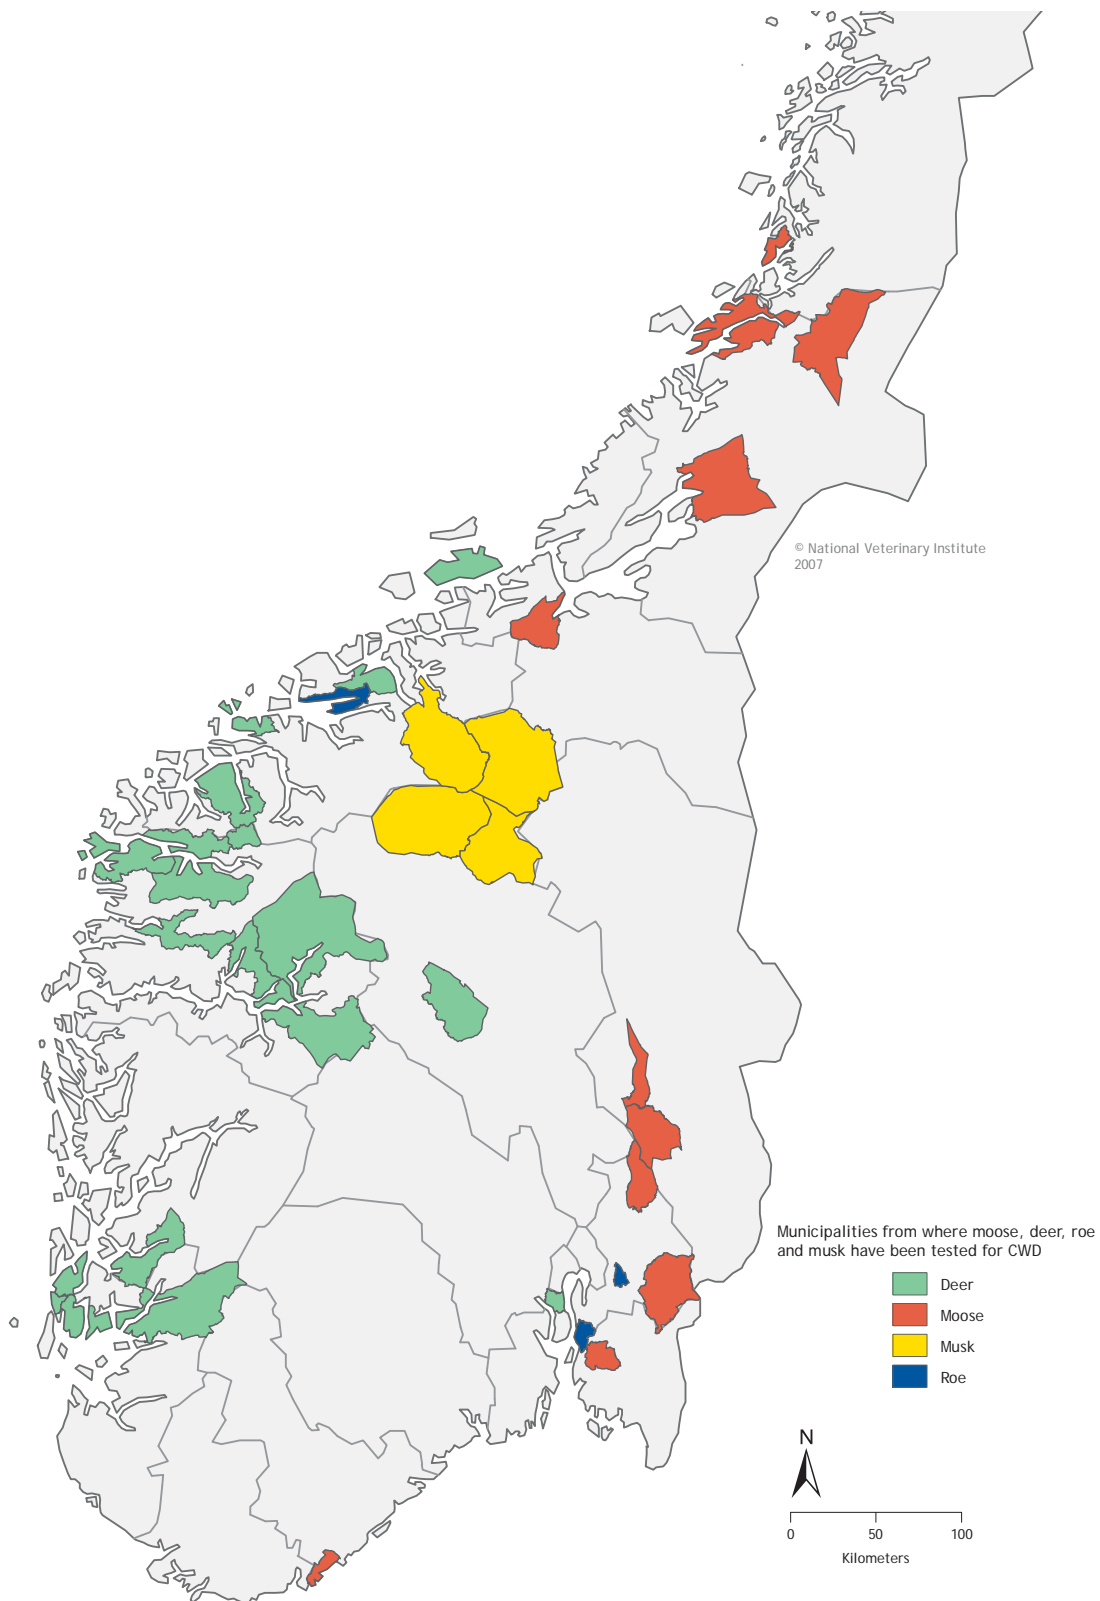 © National Veterinary Institute
2007
Municipalities from where moose, deer, roe
and musk have been tested for CWD
Deer
Moose
Musk
Roe
N
0 50 100
Kilometers